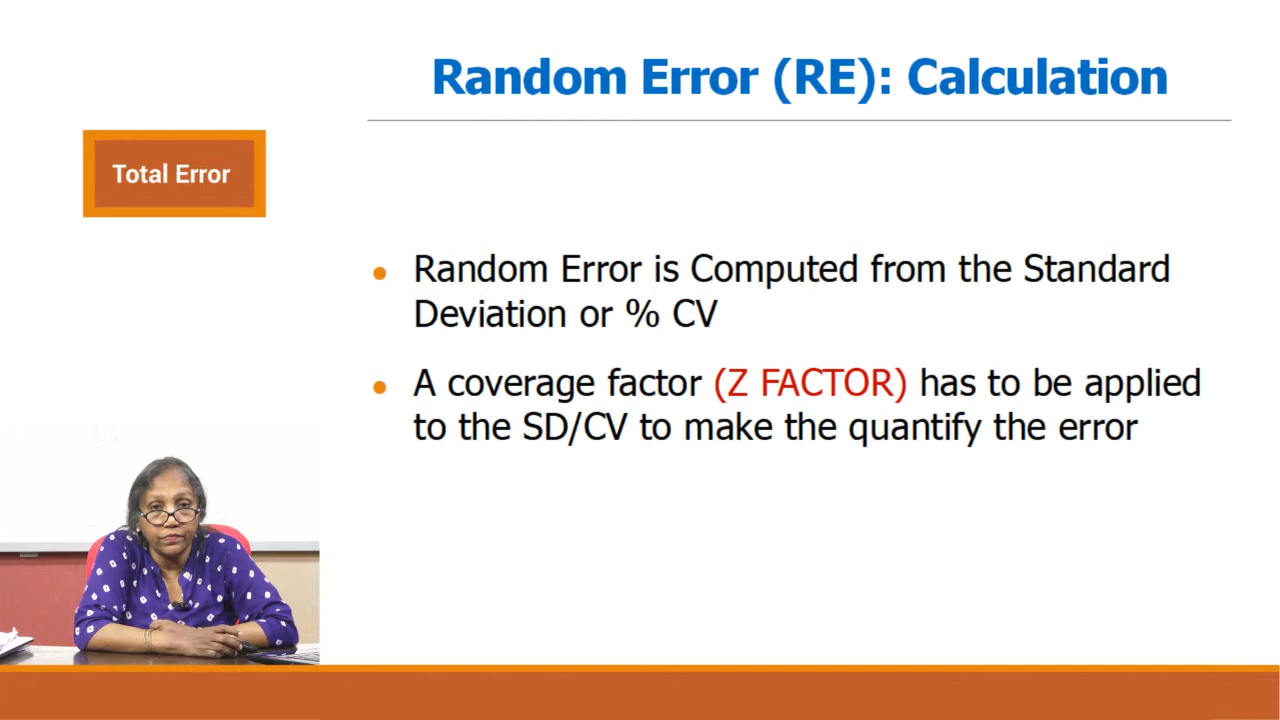 Random Error (RE): Calculation
Total Error
• Random Error is Computed from the Standard
Deviation or % CV
• A coverage factor (Z FACTOR) has to be applied
to the SD/CV to make the quantify the error